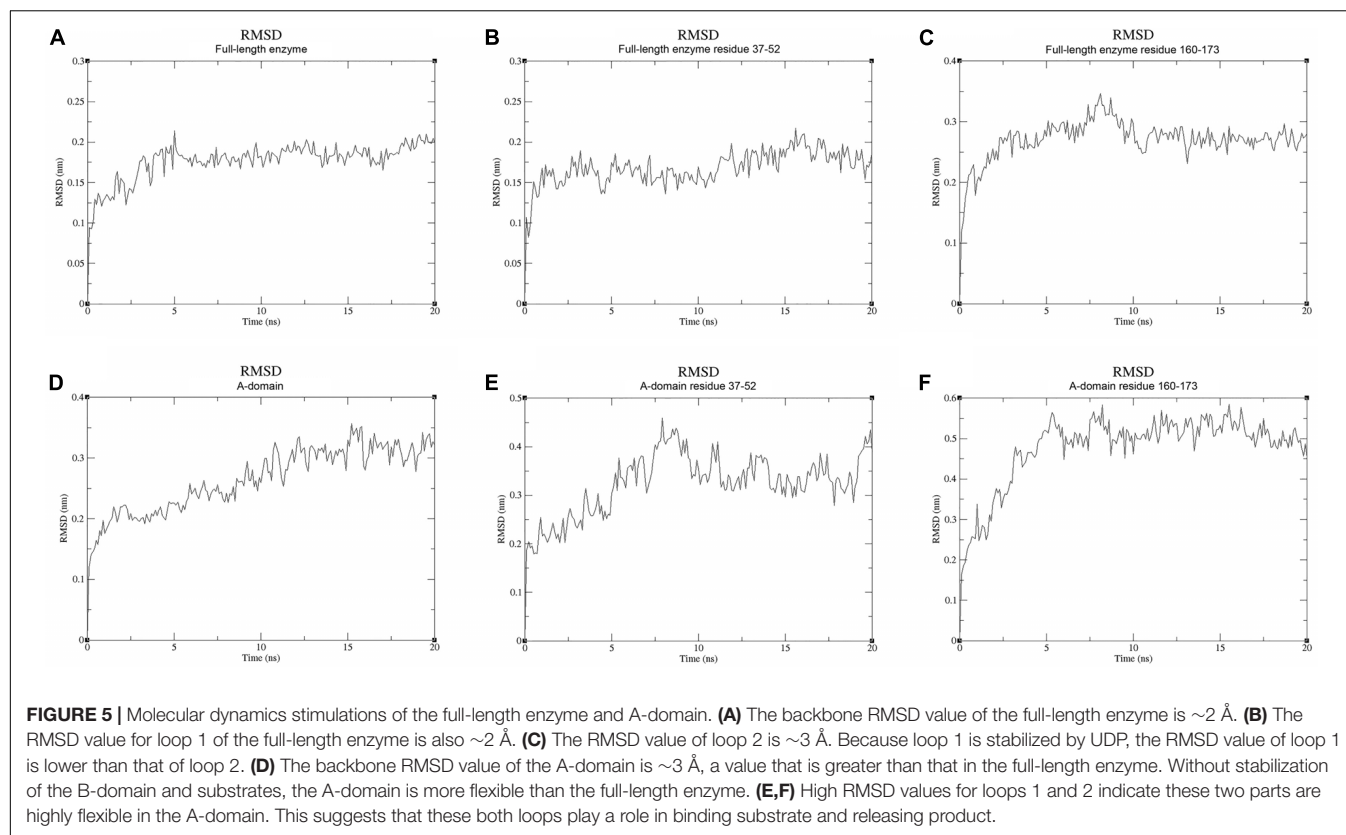 A
RMSD
Full-length enzyme
0.3
0.25
0.2
0.15
0.1
0.05
0
RMSD (nm)
0
5
10
15
20
Time (ns)
B
RMSD
Full-length enzyme residue 37-52
0.3
0.25
0.2
0.15
0.1
0.05
0
RMSD (nm)
0
5
10
15
20
Time (ns)
C
RMSD
Full-length enzyme residue 160-173
0.4
0.3
0.2
0.1
0
RMSD (nm)
0
5
10
15
20
Time (ns)
D
RMSD
A-domain
0.4
0.3
0.2
0.1
0
RMSD (nm)
0
5
10
15
20
Time (ns)
E
RMSD
A-domain residue 37-52
0.5
0.4
0.3
0.2
0.1
0
RMSD (nm)
0
5
10
15
20
Time (ns)
F
RMSD
A-domain residue 160-173
0.6
0.5
0.4
0.3
0.2
0.1
0
RMSD (nm)
0
5
10
15
20
Time (ns)
FIGURE 5 | Molecular dynamics stimulations of the full-length enzyme and A-domain. (A) The backbone RMSD value of the full-length enzyme is ∼2 Å. (B) The
RMSD value for loop 1 of the full-length enzyme is also ∼2 Å. (C) The RMSD value of loop 2 is ∼3 Å. Because loop 1 is stabilized by UDP, the RMSD value of loop 1
is lower than that of loop 2. (D) The backbone RMSD value of the A-domain is ∼3 Å, a value that is greater than that in the full-length enzyme. Without stabilization
of the B-domain and substrates, the A-domain is more flexible than the full-length enzyme. (E,F) High RMSD values for loops 1 and 2 indicate these two parts are
highly flexible in the A-domain. This suggests that these both loops play a role in binding substrate and releasing product.